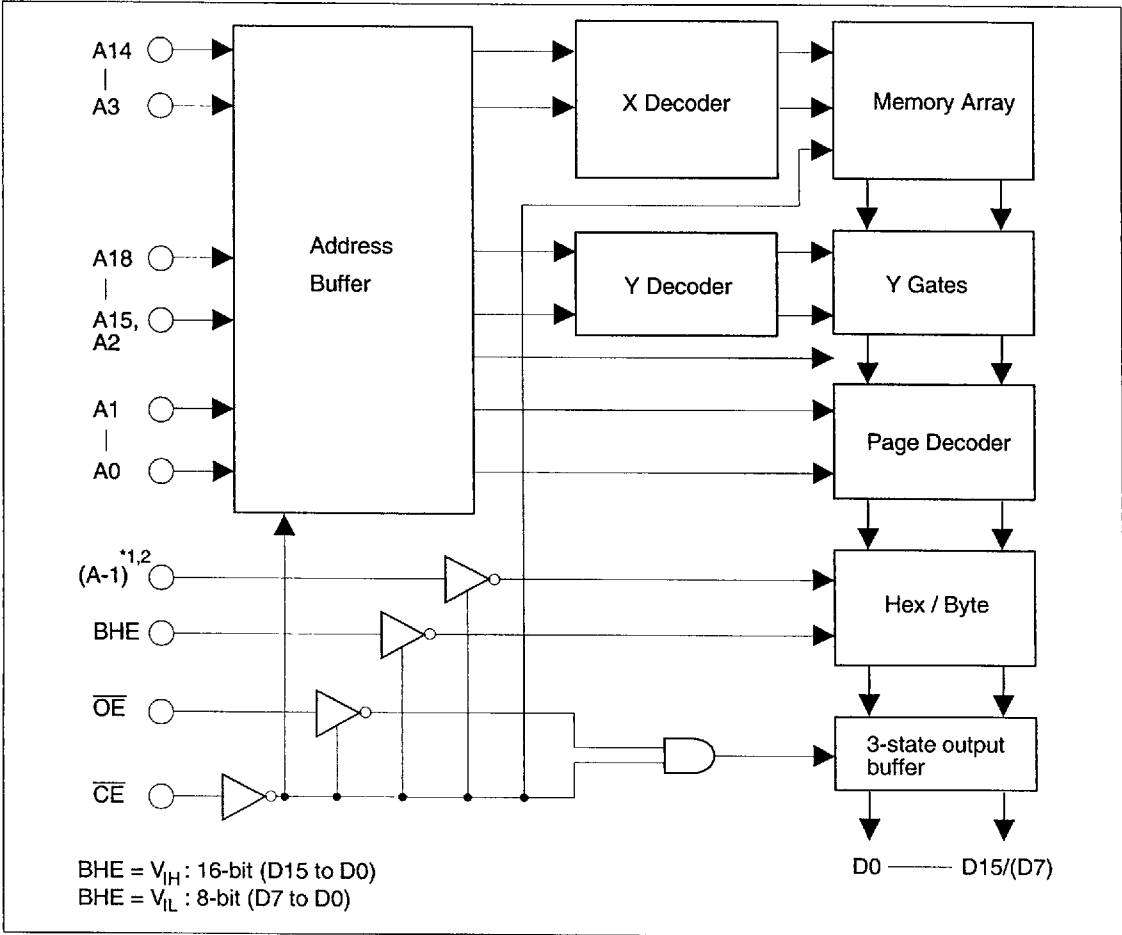 A14
A3
A18
A15,
A2
A1
A0
(A-1)*1,2
BHE
O̅E̅
C̅E̅
Address
Buffer
X Decoder
Y Decoder
Memory Array
Y Gates
Page Decoder
Hex / Byte
3-state output
buffer
D0 —— D15/(D7)
BHE = VIH : 16-bit (D15 to D0)
BHE = VIL : 8-bit (D7 to D0)